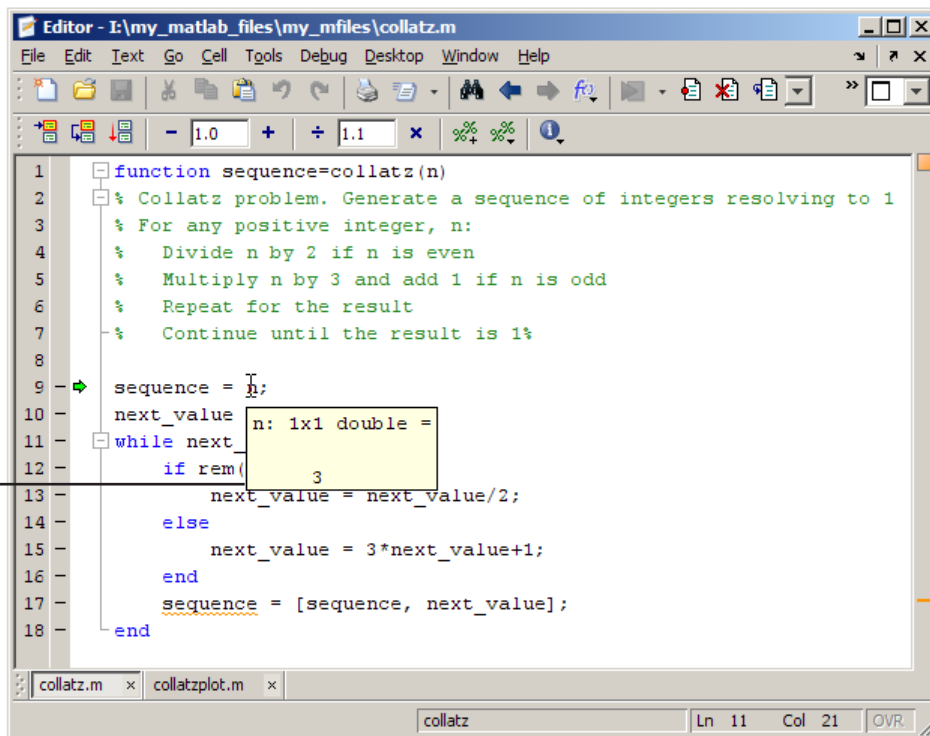 Editor - I:\my_matlab_files\my_mfiles\collatz.m
File Edit Text Go Cell Tools Debug Desktop Window Help
- 1.0 + ÷ 1.1 ×
1 function sequence=collatz(n)
2 % Collatz problem. Generate a sequence of integers resolving to 1
3 % For any positive integer, n:
4 %   Divide n by 2 if n is even
5 %   Multiply n by 3 and add 1 if n is odd
6 %   Repeat for the result
7 %   Continue until the result is 1%
8
9 - sequence = n;
10 - next_value
n: 1x1 double =
11 - while next_
12 - if rem(
3
13 - next_value = next_value/2;
14 - else
15 - next_value = 3*next_value+1;
16 - end
17 - sequence = [sequence, next_value];
18 - end
collatz.m × collatzplot.m ×
collatz Ln 11 Col 21 OVR